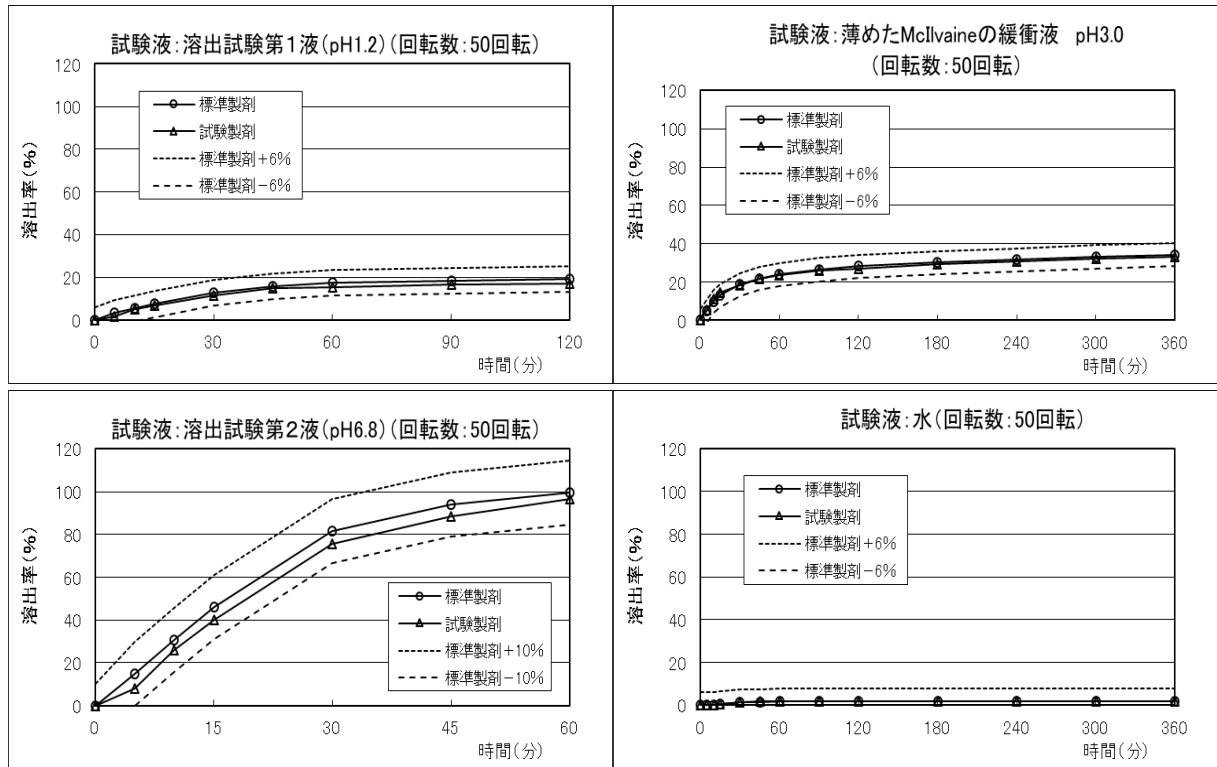 試験液:溶出試験第1液(pH1.2)(回転数:50回転)
120
100
80
60
40
20
0
溶出率(%)
標準製剤
試験製剤
標準製剤+6%
標準製剤-6%
0 30 60 90 120
時間(分)
試験液:薄めたMcIlvaineの緩衝液 pH3.0
(回転数:50回転)
120
100
80
60
40
20
0
溶出率(%)
標準製剤
試験製剤
標準製剤+6%
標準製剤-6%
0 60 120 180 240 300 360
時間(分)
試験液:溶出試験第2液(pH6.8)(回転数:50回転)
120
100
80
60
40
20
0
溶出率(%)
標準製剤
試験製剤
標準製剤+10%
標準製剤-10%
0 15 30 45 60
時間(分)
試験液:水(回転数:50回転)
120
100
80
60
40
20
0
溶出率(%)
標準製剤
試験製剤
標準製剤+6%
標準製剤-6%
0 60 120 180 240 300 360
時間(分)